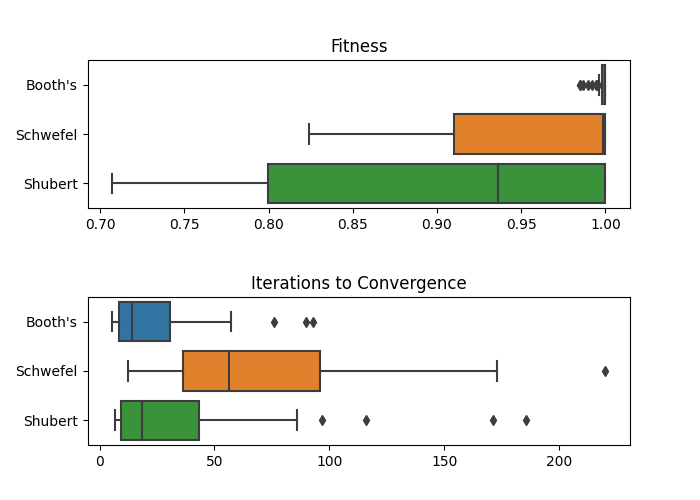 Fitness
Booth's
Schwefel
Shubert
0.70 0.75 0.80 0.85 0.90 0.95 1.00
Iterations to Convergence
Booth's
Schwefel
Shubert
0 50 100 150 200